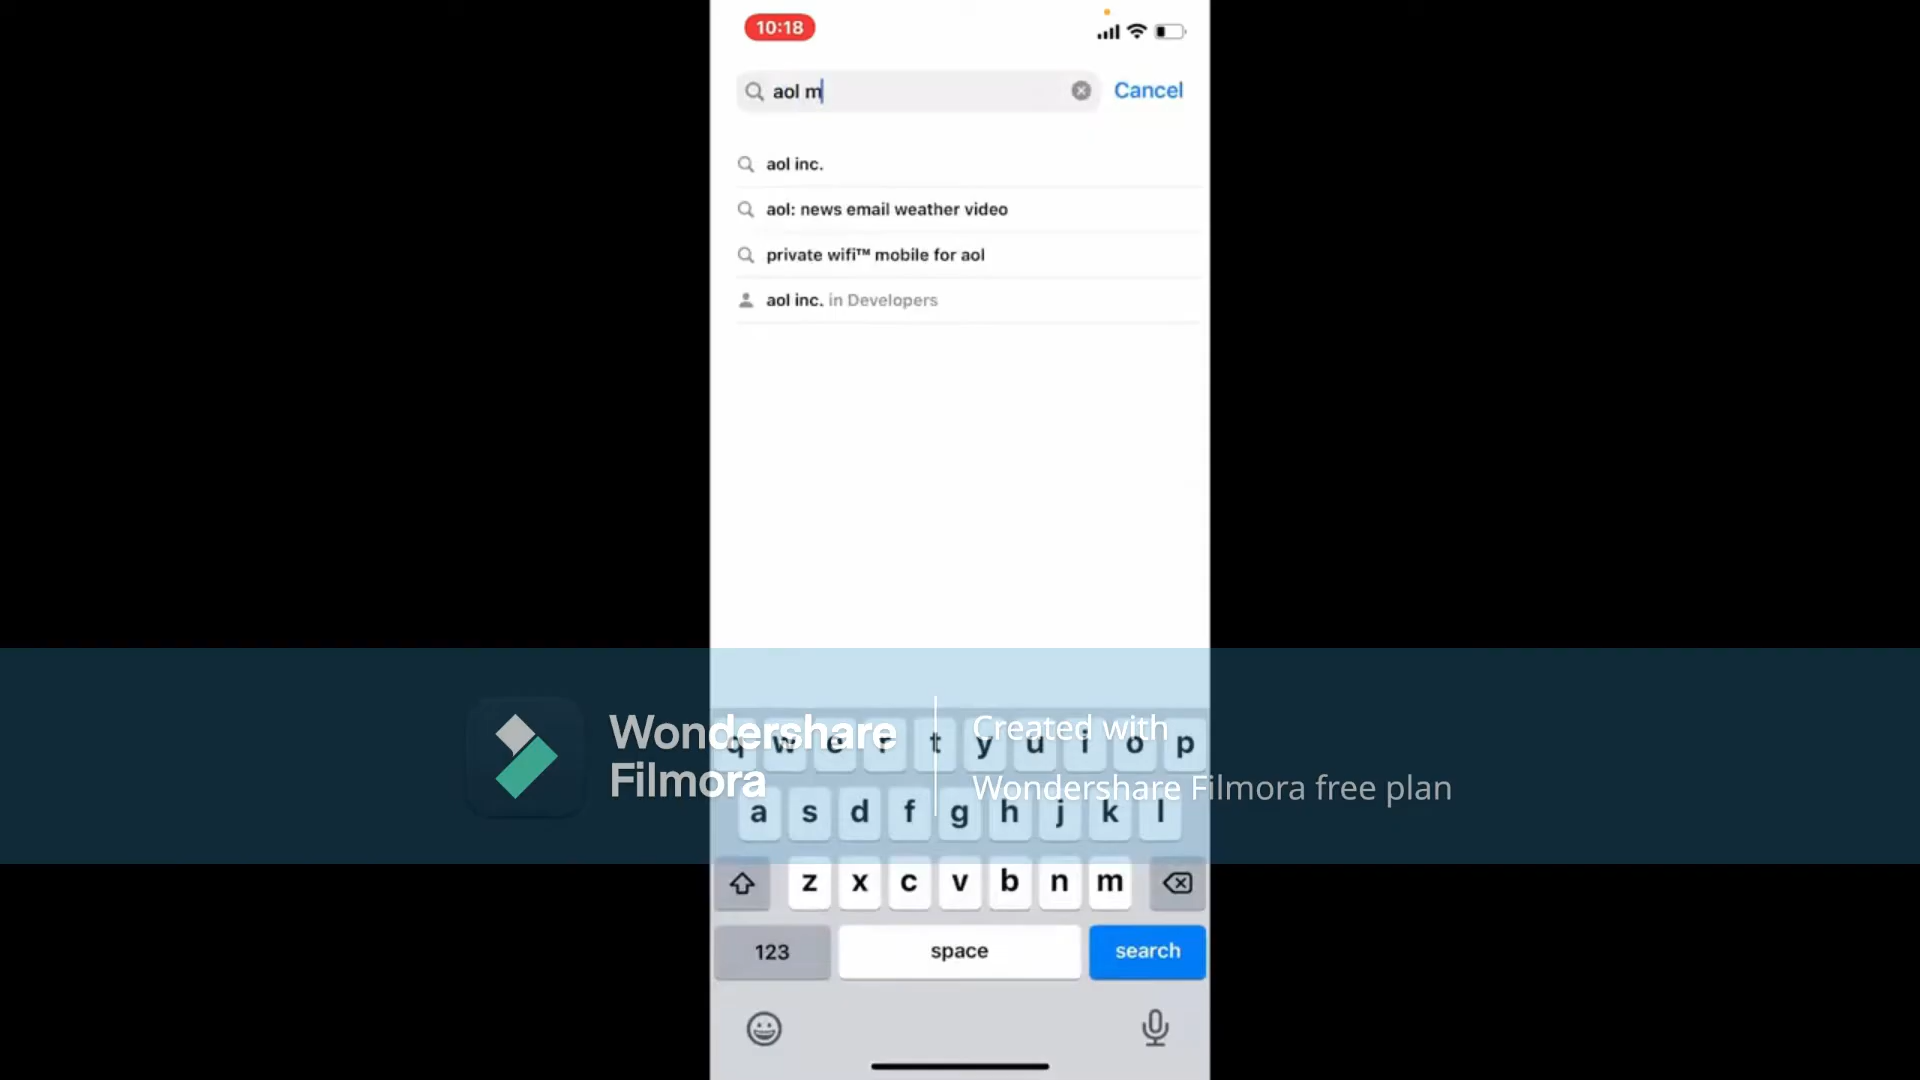 10:18
aol m
Cancel
aol inc.
aol: news email weather video
private wifi™ mobile for aol
aol inc. in Developers
Wondershare
Filmora
Created with
Wondershare Filmora free plan
q w e r t y u i o p
a s d f g h j k l
z x c v b n m
123
space
search